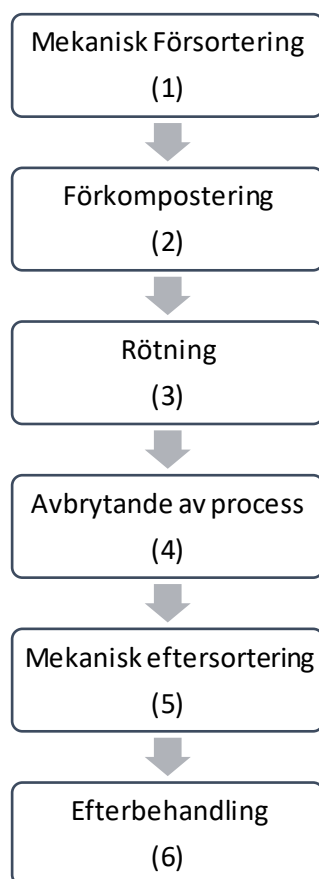 Mekanisk Försortering
(1)
Förkompostering
(2)
Rötning
(3)
Avbrytande av process
(4)
Mekanisk eftersortering
(5)
Efterbehandling
(6)